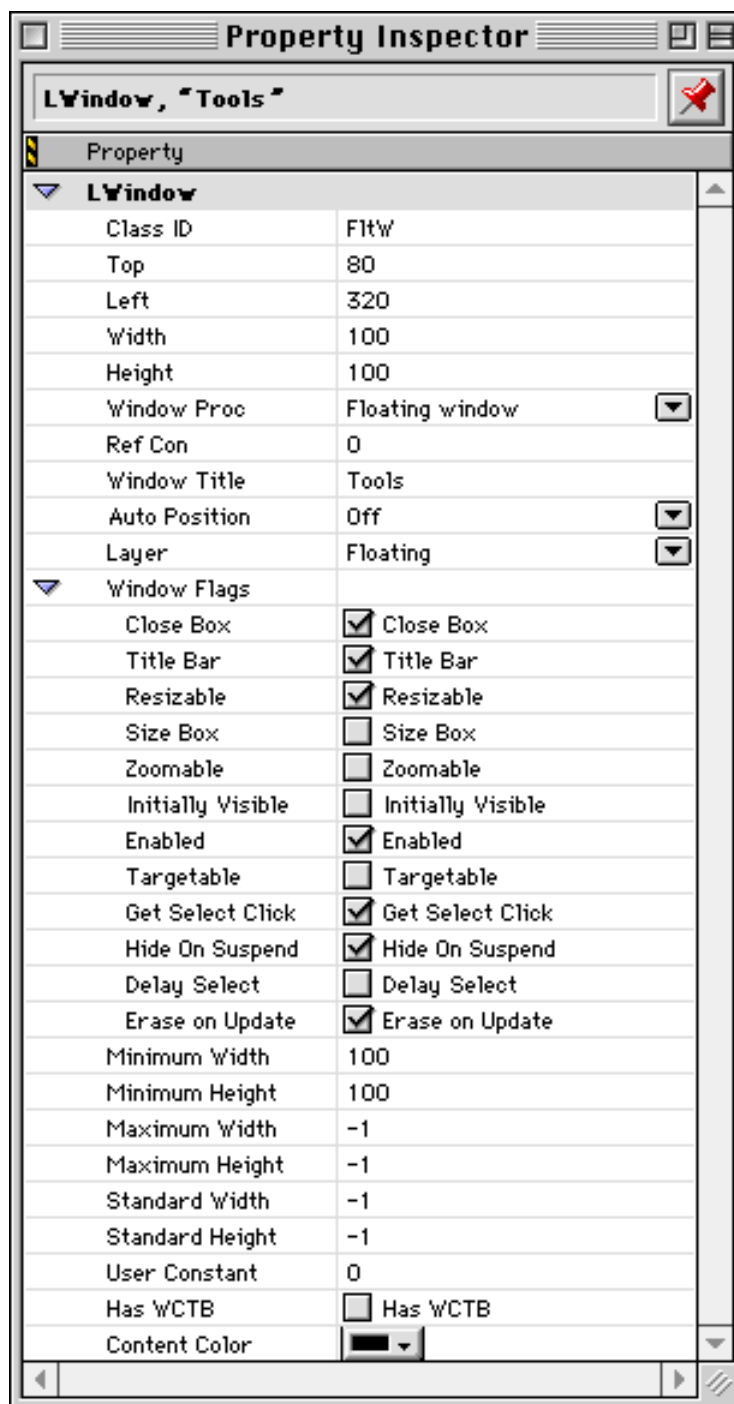 Property Inspector
LWindow, "Tools"
Property
LWindow
Class ID FltW
Top 80
Left 320
Width 100
Height 100
Window Proc Floating window
Ref Con 0
Window Title Tools
Auto Position Off
Layer Floating
Window Flags
Close Box Close Box
Title Bar Title Bar
Resizable Resizable
Size Box Size Box
Zoomable Zoomable
Initially Visible Initially Visible
Enabled Enabled
Targetable Targetable
Get Select Click Get Select Click
Hide On Suspend Hide On Suspend
Delay Select Delay Select
Erase on Update Erase on Update
Minimum Width 100
Minimum Height 100
Maximum Width -1
Maximum Height -1
Standard Width -1
Standard Height -1
User Constant 0
Has WCTB Has WCTB
Content Color